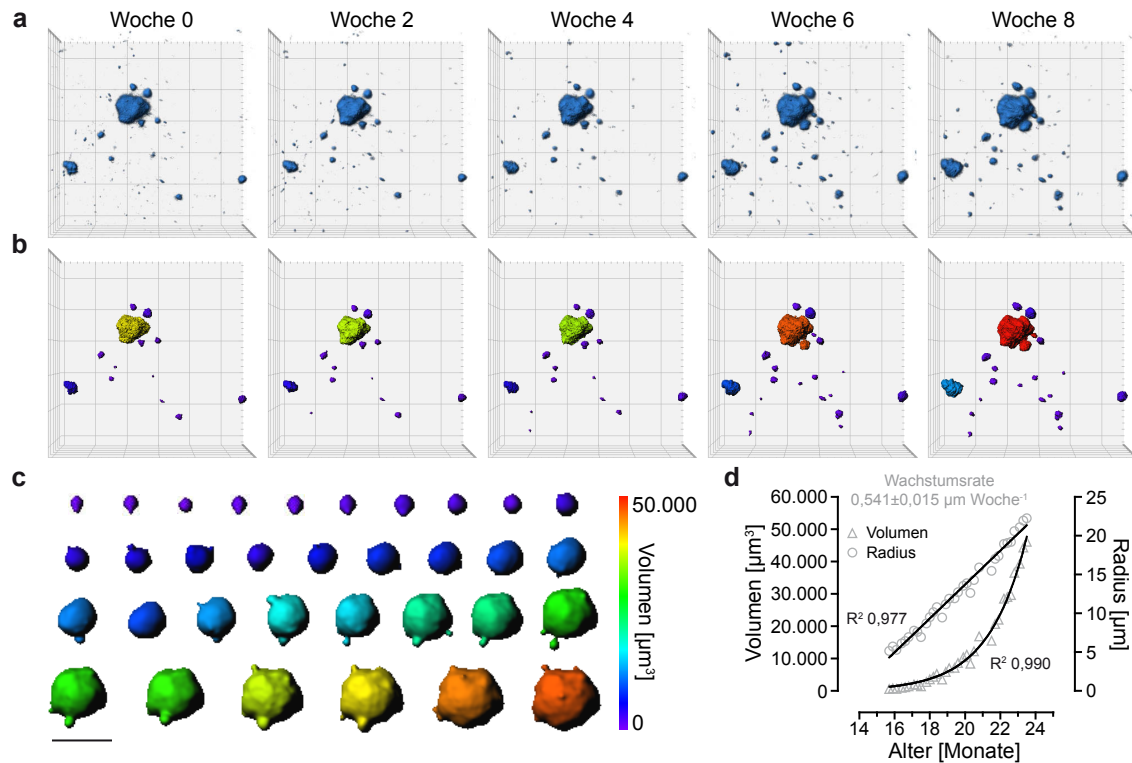 a
Woche 0
Woche 2
Woche 4
Woche 6
Woche 8
b
c
50.000
Volumen [µm³]
0
d
Wachstumsrate
0,541±0,015 µm Woche⁻¹
60.000
50.000
40.000
30.000
20.000
10.000
0
Volumen [µm³]
Volumen
Radius
R² 0,977
R² 0,990
25
20
15
10
5
0
Radius [µm]
14 16 18 20 22 24
Alter [Monate]